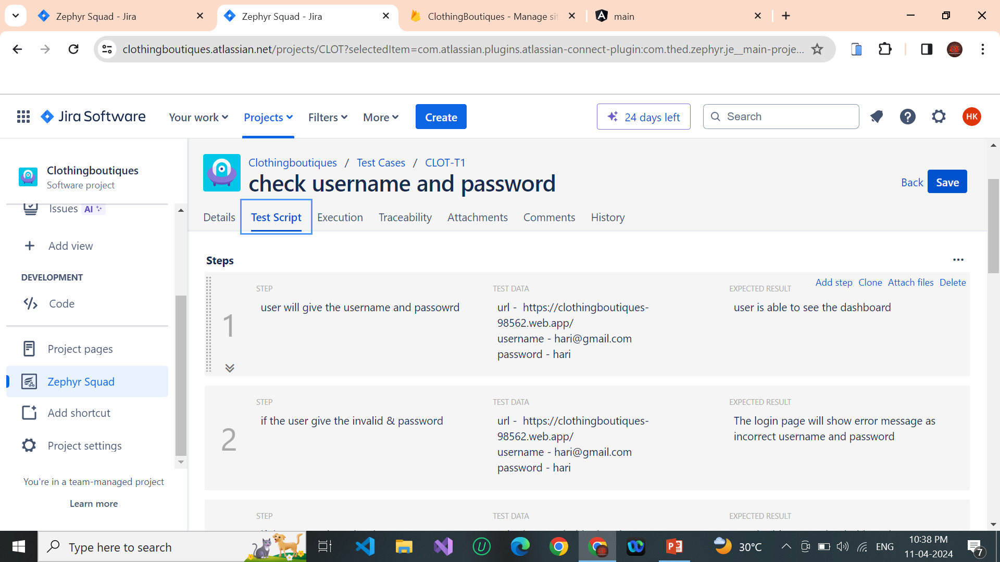 Zephyr Squad - Jira
Zephyr Squad - Jira
ClothingBoutiques - Manage sit
main
clothingboutiques.atlassian.net/projects/CLOT?selectedItem=com.atlassian.plugins.atlassian-connect-plugin:com.thed.zephyr.je__main-proje...
Jira Software
Your work
Projects
Filters
More
Create
24 days left
Search
HK
Clothingboutiques
Software project
Issues AI
Add view
DEVELOPMENT
Code
Project pages
Zephyr Squad
Add shortcut
Project settings
You're in a team-managed project
Learn more
Clothingboutiques / Test Cases / CLOT-T1
check username and password
Back
Save
Details
Test Script
Execution
Traceability
Attachments
Comments
History
Steps
Add step Clone Attach files Delete
1
STEP
user will give the username and passowrd
TEST DATA
url - https://clothingboutiques-
98562.web.app/
username - hari@gmail.com
password - hari
EXPECTED RESULT
user is able to see the dashboard
2
STEP
if the user give the invalid & password
TEST DATA
url - https://clothingboutiques-
98562.web.app/
username - hari@gmail.com
password - hari
EXPECTED RESULT
The login page will show error message as
incorrect username and password
STEP
TEST DATA
EXPECTED RESULT
Type here to search
30°C
ENG
10:38 PM
11-04-2024
7